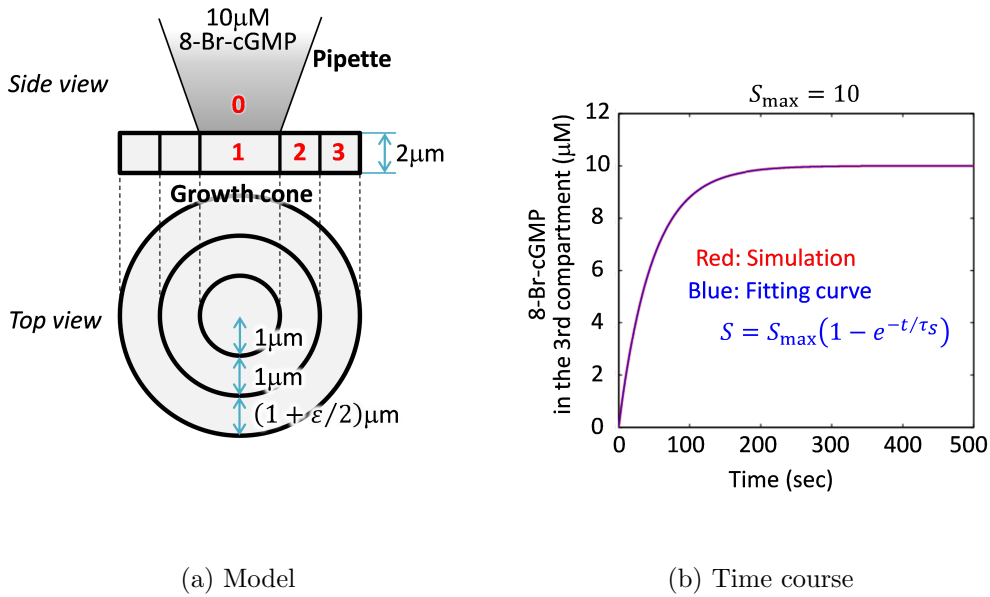 10μM
8-Br-cGMP
Pipette
Side view
0
1
2
3
2μm
Growth cone
Top view
1μm
1μm
(1 + ε/2)μm
(a) Model
S_max = 10
8-Br-cGMP
in the 3rd compartment (μM)
12
10
8
6
4
2
0
Red: Simulation
Blue: Fitting curve
S = S_max(1 − e^{−t/τ_S})
0 100 200 300 400 500
Time (sec)
(b) Time course